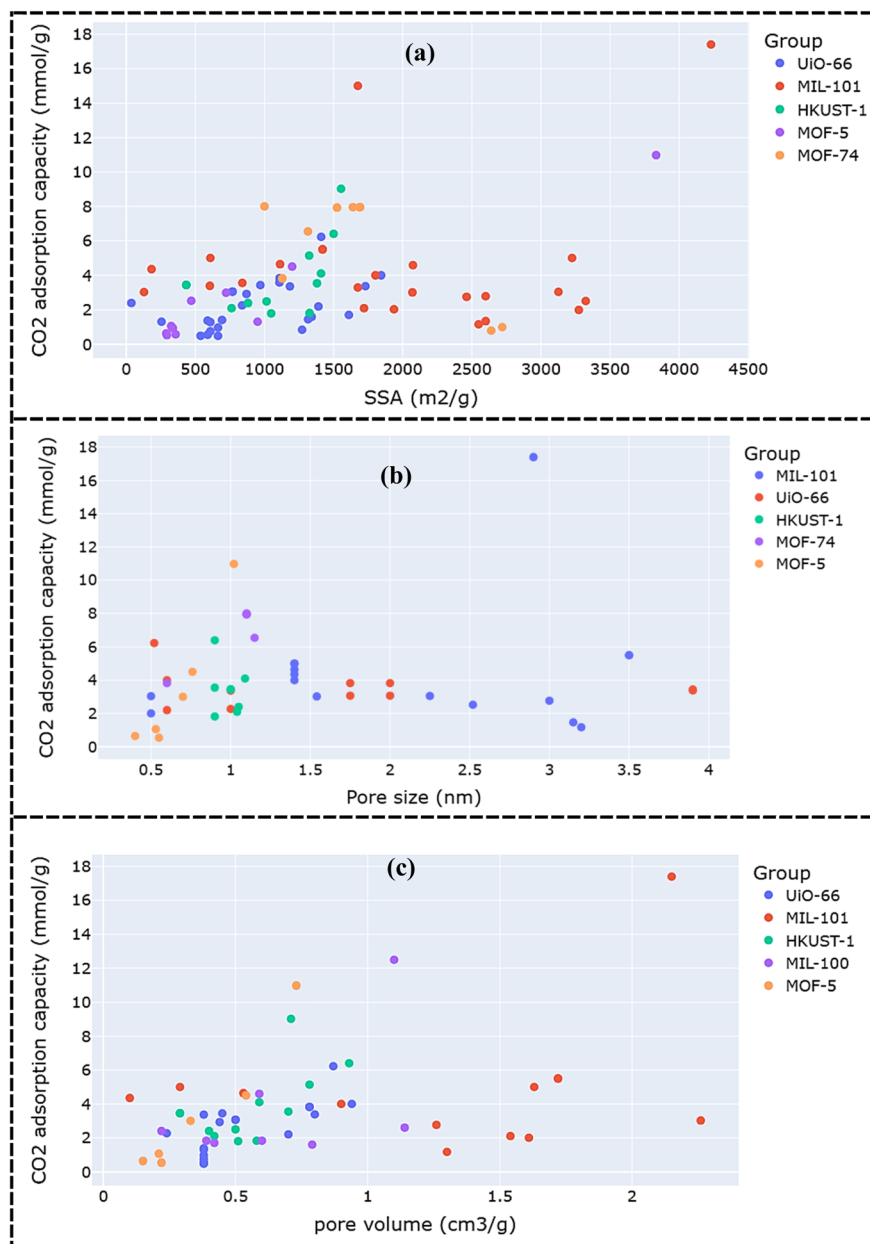 (a)
Group
UiO-66
MIL-101
HKUST-1
MOF-5
MOF-74
CO2 adsorption capacity (mmol/g)
18
16
14
12
10
8
6
4
2
0
0 500 1000 1500 2000 2500 3000 3500 4000 4500
SSA (m2/g)
(b)
Group
MIL-101
UiO-66
HKUST-1
MOF-74
MOF-5
CO2 adsorption capacity (mmol/g)
18
16
14
12
10
8
6
4
2
0
0.5 1 1.5 2 2.5 3 3.5 4
Pore size (nm)
(c)
Group
UiO-66
MIL-101
HKUST-1
MIL-100
MOF-5
CO2 adsorption capacity (mmol/g)
18
16
14
12
10
8
6
4
2
0
0 0.5 1 1.5 2
pore volume (cm3/g)